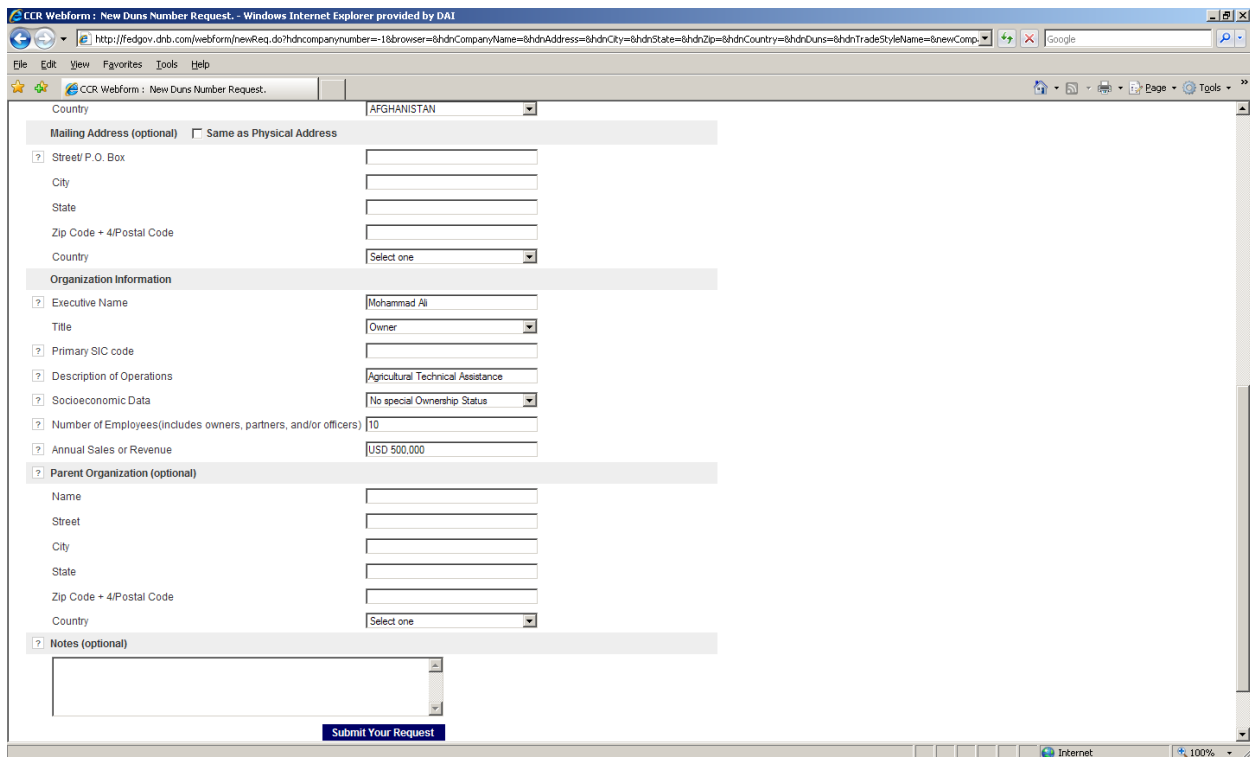 CCR Webform : New Duns Number Request. - Windows Internet Explorer provided by DAI
http://fedgov.dnb.com/webform/newReq.do?hdncompanynumber=-1&browser=&hdnCompanyName=&hdnAddress=&hdnCity=&hdnState=&hdnZip=&hdnCountry=&hdnDuns=&hdnTradeStyleName=&newComp
Google
File Edit View Favorites Tools Help
CCR Webform : New Duns Number Request.
Page Tools »
Country AFGHANISTAN
Mailing Address (optional) Same as Physical Address
? Street/ P.O. Box
City
State
Zip Code + 4/Postal Code
Country Select one
Organization Information
? Executive Name Mohammad Ali
Title Owner
? Primary SIC code
? Description of Operations Agricultural Technical Assistance
? Socioeconomic Data No special Ownership Status
? Number of Employees(includes owners, partners, and/or officers) 10
? Annual Sales or Revenue USD 500,000
? Parent Organization (optional)
Name
Street
City
State
Zip Code + 4/Postal Code
Country Select one
? Notes (optional)
Submit Your Request
Internet 100%